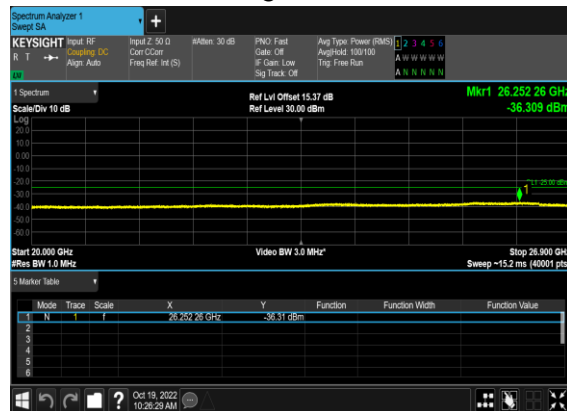 Spectrum Analyzer 1
Swept SA
+
KEYSIGHT Input: RF Input Z: 50 Ω #Atten: 30 dB PNO: Fast Avg Type: Power (RMS) 1 2 3 4 5 6
R T Coupling: DC Corr CCorr Gate: Off Avg|Hold: 100/100 A W W W W W
Align: Auto Freq Ref: Int (S) IF Gain: Low Trig: Free Run
LW Sig Track: Off A N N N N N
1 Spectrum Ref Lvl Offset 15.37 dB Mkr1 26.252 26 GHz
Scale/Div 10 dB Ref Level 30.00 dBm -36.309 dBm
Log
20.0
10.0
0.00
-10.0
-20.0
DL1 -25.00 dBm
1
-30.0
-40.0
-50.0
-60.0
Start 20.000 GHz Video BW 3.0 MHz* Stop 26.900 GHz
#Res BW 1.0 MHz Sweep ~15.2 ms (40001 pts)
5 Marker Table
Mode Trace Scale X Y Function Function Width Function Value
1 N 1 f 26.252 26 GHz -36.31 dBm
2
3
4
5
6
? Oct 19, 2022
10:26:29 AM